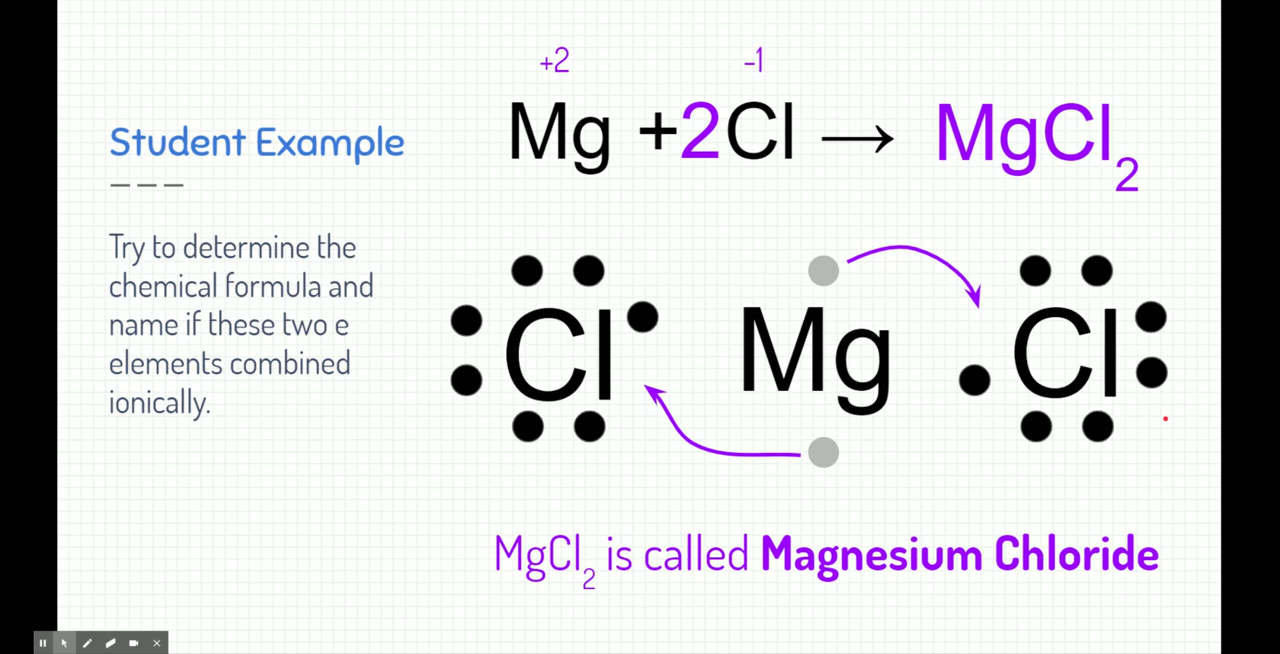 +2 -1
Mg +2Cl → MgCl₂
Student Example
Try to determine the
chemical formula and
name if these two e
elements combined
ionically.
Cl Mg Cl
MgCl₂ is called Magnesium Chloride